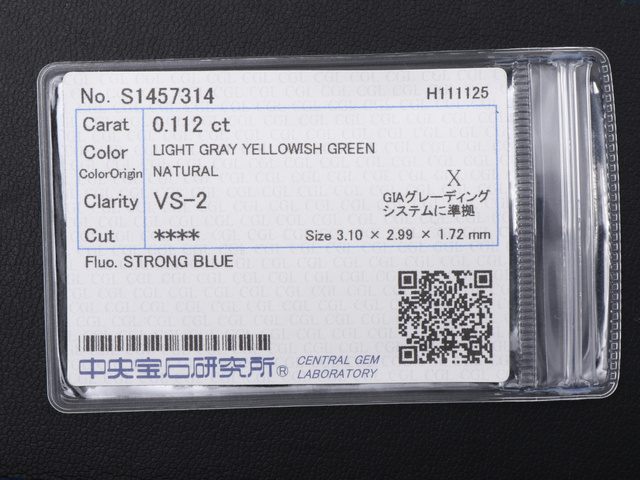 No. S1457314 H111125
Carat 0.112 ct
Color LIGHT GRAY YELLOWISH GREEN
ColorOrigin NATURAL
Clarity VS-2
X
GIAグレーディング
システムに準拠
Cut **** Size 3.10 × 2.99 × 1.72 mm
Fluo. STRONG BLUE
中央宝石研究所® CENTRAL GEM
LABORATORY